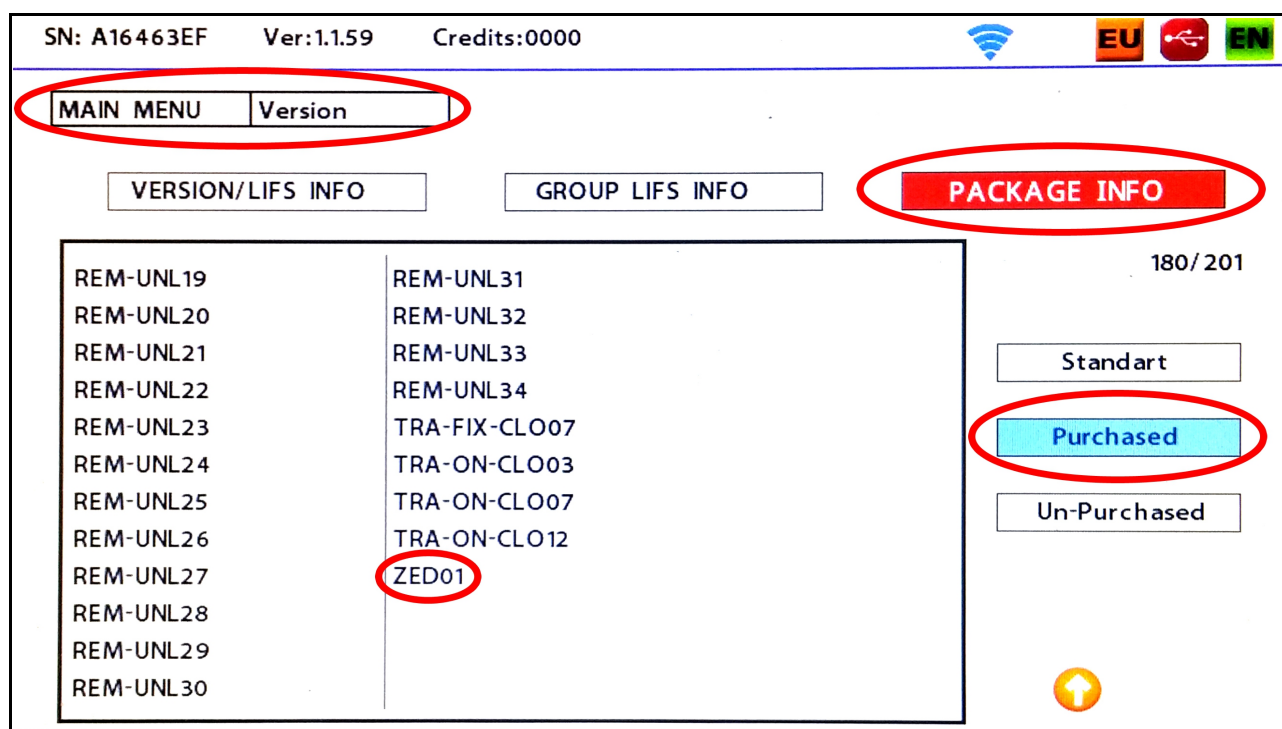 SN: A16463EF Ver:1.1.59 Credits:0000 EU EN
MAIN MENU Version
VERSION/LIFS INFO GROUP LIFS INFO PACKAGE INFO
180/201
REM-UNL19 REM-UNL31
REM-UNL20 REM-UNL32
REM-UNL21 REM-UNL33
REM-UNL22 REM-UNL34
REM-UNL23 TRA-FIX-CLO07
REM-UNL24 TRA-ON-CLO03
REM-UNL25 TRA-ON-CLO07
REM-UNL26 TRA-ON-CLO12
REM-UNL27 ZED01
REM-UNL28
REM-UNL29
REM-UNL30
Standart
Purchased
Un-Purchased